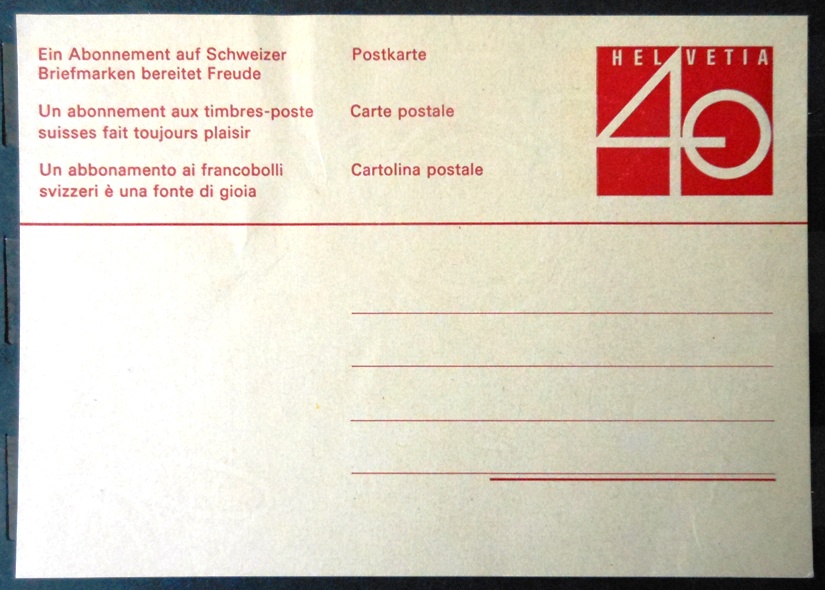 Ein Abonnement auf Schweizer
Briefmarken bereitet Freude
Un abonnement aux timbres-poste
suisses fait toujours plaisir
Un abbonamento ai francobolli
svizzeri è una fonte di gioia
Postkarte
Carte postale
Cartolina postale
HELVETIA
40